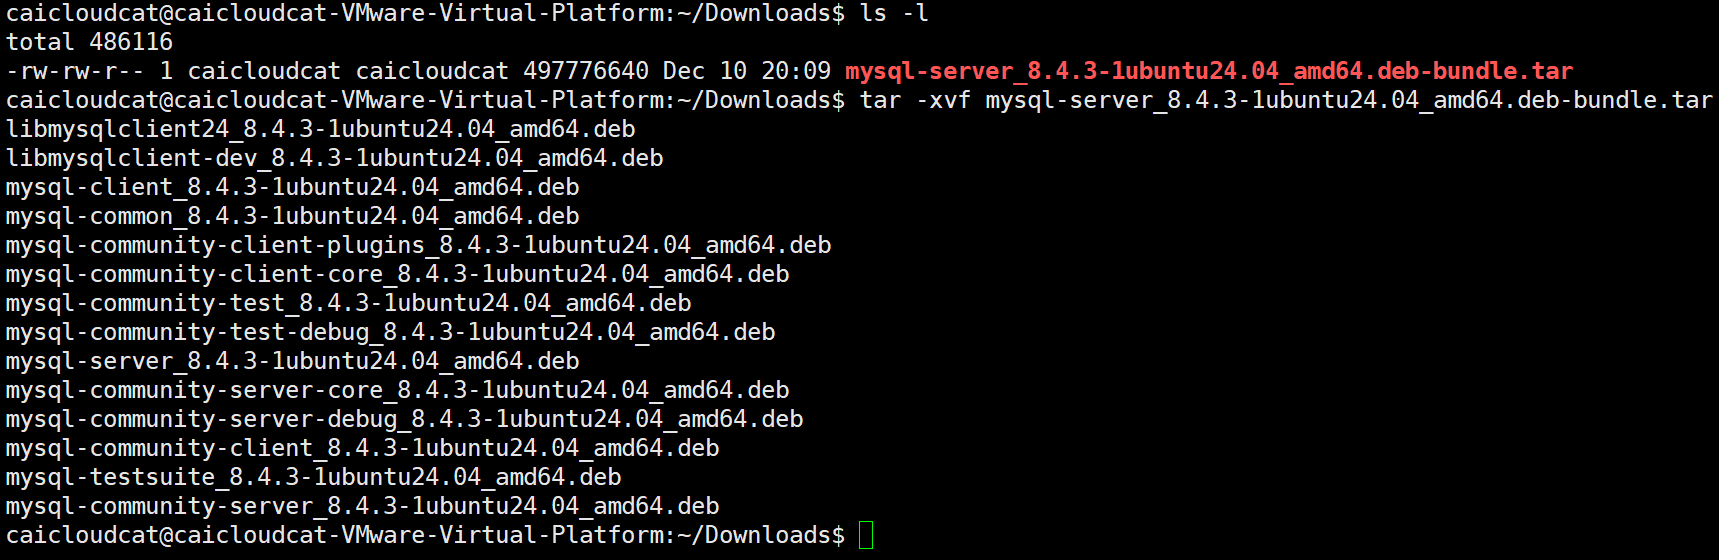 caicloudcat@caicloudcat-VMware-Virtual-Platform:~/Downloads$ ls -l
total 486116
-rw-rw-r-- 1 caicloudcat caicloudcat 497776640 Dec 10 20:09 mysql-server_8.4.3-1ubuntu24.04_amd64.deb-bundle.tar
caicloudcat@caicloudcat-VMware-Virtual-Platform:~/Downloads$ tar -xvf mysql-server_8.4.3-1ubuntu24.04_amd64.deb-bundle.tar
libmysqlclient24_8.4.3-1ubuntu24.04_amd64.deb
libmysqlclient-dev_8.4.3-1ubuntu24.04_amd64.deb
mysql-client_8.4.3-1ubuntu24.04_amd64.deb
mysql-common_8.4.3-1ubuntu24.04_amd64.deb
mysql-community-client-plugins_8.4.3-1ubuntu24.04_amd64.deb
mysql-community-client-core_8.4.3-1ubuntu24.04_amd64.deb
mysql-community-test_8.4.3-1ubuntu24.04_amd64.deb
mysql-community-test-debug_8.4.3-1ubuntu24.04_amd64.deb
mysql-server_8.4.3-1ubuntu24.04_amd64.deb
mysql-community-server-core_8.4.3-1ubuntu24.04_amd64.deb
mysql-community-server-debug_8.4.3-1ubuntu24.04_amd64.deb
mysql-community-client_8.4.3-1ubuntu24.04_amd64.deb
mysql-testsuite_8.4.3-1ubuntu24.04_amd64.deb
mysql-community-server_8.4.3-1ubuntu24.04_amd64.deb
caicloudcat@caicloudcat-VMware-Virtual-Platform:~/Downloads$